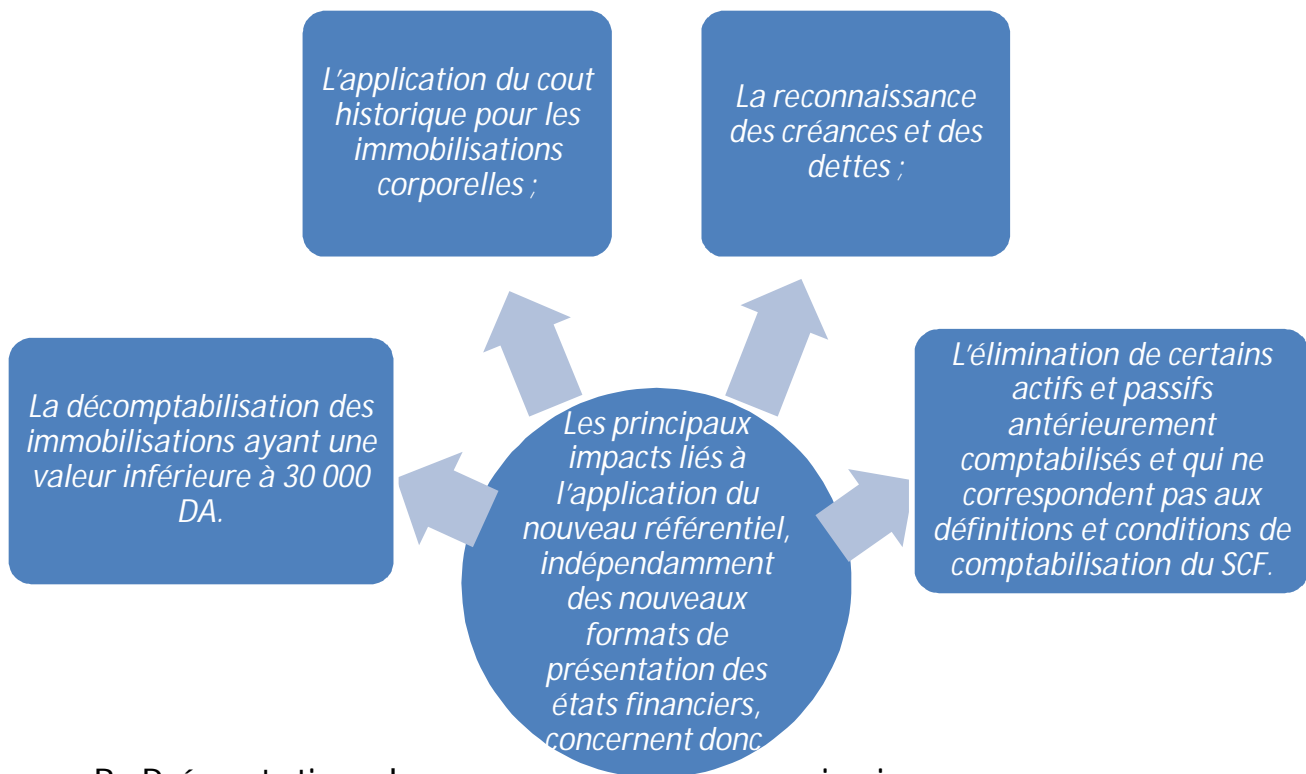 L'application du cout
historique pour les
immobilisations
corporelles ;
La reconnaissance
des créances et des
dettes ;
La décomptabilisation des
immobilisations ayant une
valeur inférieure à 30 000
DA.
L'élimination de certains
actifs et passifs
antérieurement
comptabilisés et qui ne
correspondent pas aux
définitions et conditions de
comptabilisation du SCF.
Les principaux
impacts liés à
l'application du
nouveau référentiel,
indépendamment
des nouveaux
formats de
présentation des
états financiers,
concernent donc